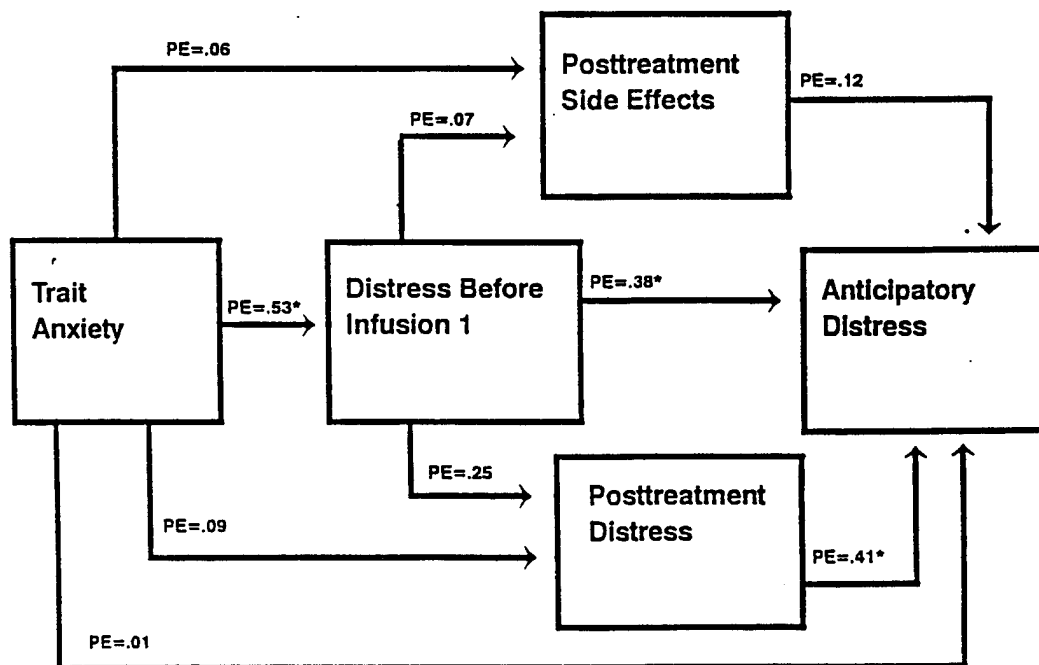 PE=.06
Posttreatment
Side Effects
PE=.12
PE=.07
Trait
Anxiety
PE=.53*
Distress Before
Infusion 1
PE=.38*
Anticipatory
Distress
PE=.25
Posttreatment
Distress
PE=.09
PE=.41*
PE=.01